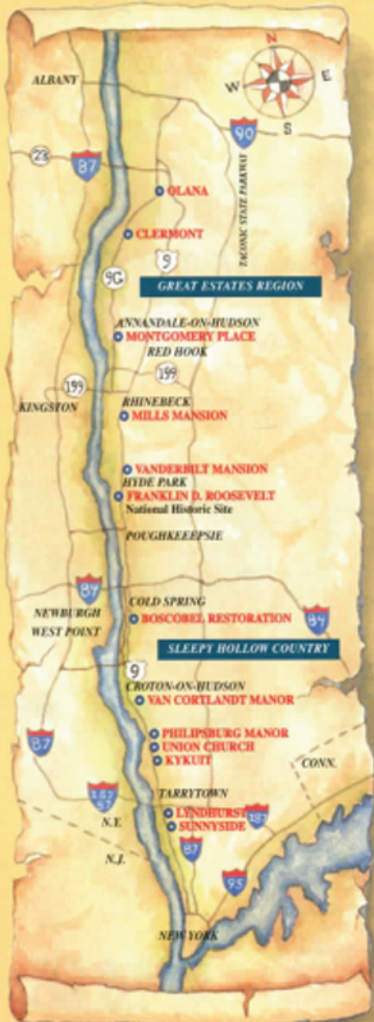 N
W
E
S
ALBANY
90
23
87
TACONIC STATE PARKWAY
OLANA
CLERMONT
9
9G
GREAT ESTATES REGION
ANNANDALE-ON-HUDSON
MONTGOMERY PLACE
RED HOOK
199
199
KINGSTON
RHINEBECK
MILLS MANSION
VANDERBILT MANSION
HYDE PARK
FRANKLIN D. ROOSEVELT
National Historic Site
POUGHKEEEPSIE
84
COLD SPRING
NEWBURGH
BOSCOBEL RESTORATION
84
WEST POINT
SLEEPY HOLLOW COUNTRY
9
CROTON-ON-HUDSON
VAN CORTLANDT MANOR
87
PHILIPSBURG MANOR
UNION CHURCH
KYKUIT
CONN.
287
87
TARRYTOWN
LYNDHURST
287
N.Y.
SUNNYSIDE
87
N.J.
95
NEW YORK